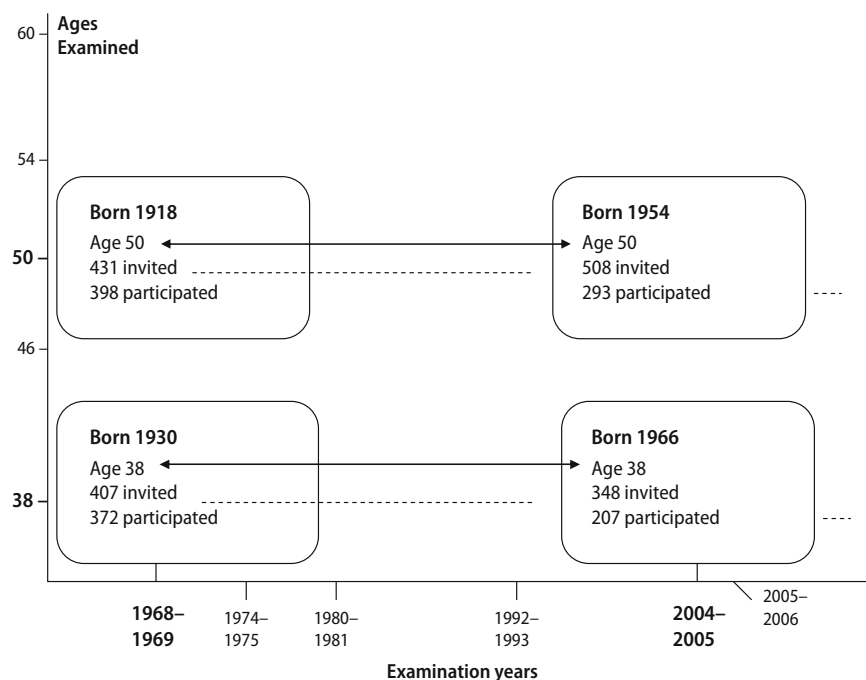 60
Ages
Examined
54
Born 1918
Age 50
431 invited
398 participated
Born 1954
Age 50
508 invited
293 participated
50
46
Born 1930
Age 38
407 invited
372 participated
Born 1966
Age 38
348 invited
207 participated
38
1968–
1969
1974–
1975
1980–
1981
1992–
1993
2004–
2005
2005–
2006
Examination years